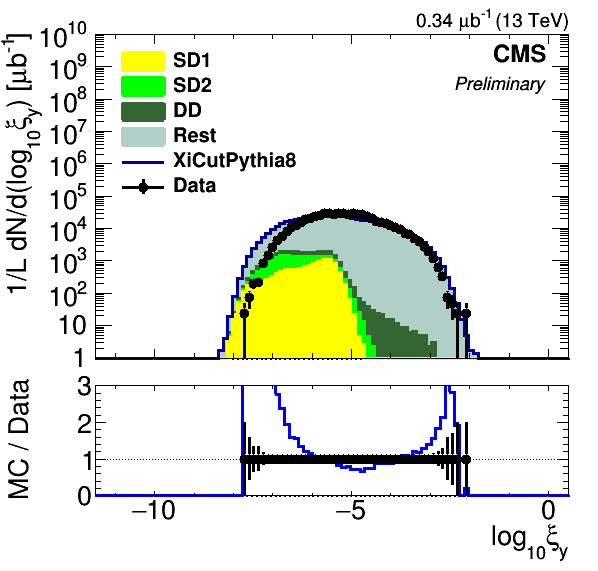 0.34 μb⁻¹ (13 TeV)
CMS
Preliminary
1/L dN/d(log₁₀ξy) [μb⁻¹]
10¹⁰
10⁹
10⁸
10⁷
10⁶
10⁵
10⁴
10³
10²
10
1
SD1
SD2
DD
Rest
XiCutPythia8
Data
MC / Data
3
2
1
0
−10 −5 0
log₁₀ξy